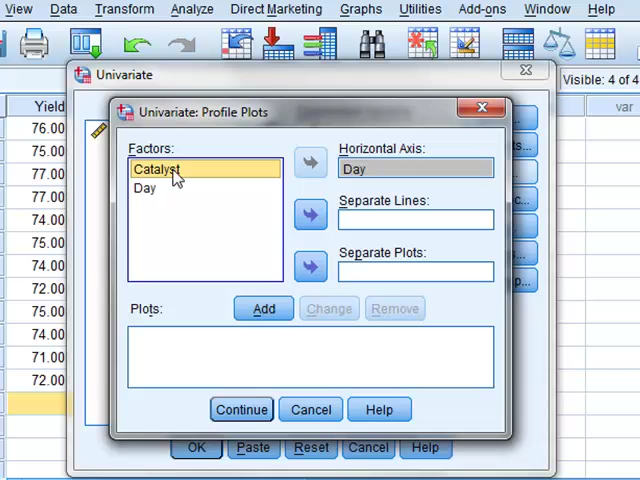 View Data Transform Analyze Direct Marketing Graphs Utilities Add-ons Window Help
Univariate
Visible: 4 of 4
Yield
var
76.00
75.00
77.00
77.00
74.00
75.00
75.00
74.00
72.00
75.00
74.00
71.00
72.00
Univariate: Profile Plots
Factors:
Catalyst
Day
Horizontal Axis:
Day
Separate Lines:
Separate Plots:
Plots:
Add Change Remove
Continue Cancel Help
OK Paste Reset Cancel Help